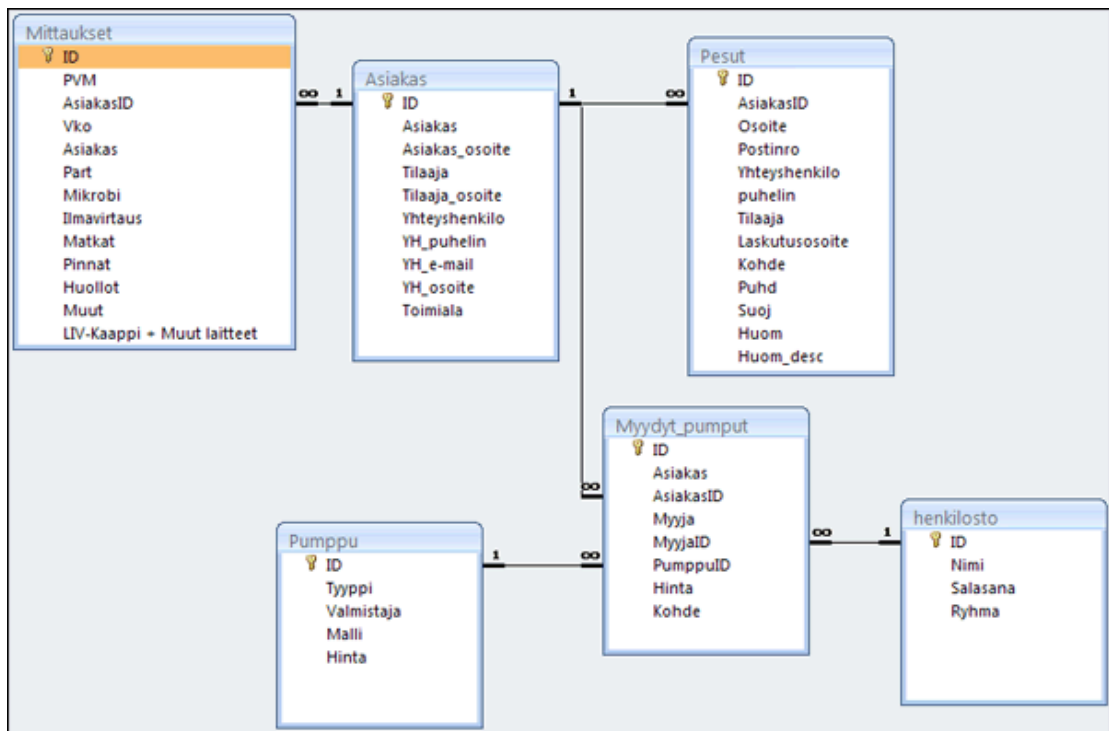 Mittaukset
ID
PVM
AsiakasID
Vko
Asiakas
Part
Mikrobi
Ilmavirtaus
Matkat
Pinnat
Huollot
Muut
LIV-Kaappi + Muut laitteet
∞ 1
Asiakas
ID
Asiakas
Asiakas_osoite
Tilaaja
Tilaaja_osoite
Yhteyshenkilo
YH_puhelin
YH_e-mail
YH_osoite
Toimiala
1 ∞
Pesut
ID
AsiakasID
Osoite
Postinro
Yhteyshenkilo
puhelin
Tilaaja
Laskutusosoite
Kohde
Puhd
Suoj
Huom
Huom_desc
∞
Myydyt_pumput
ID
Asiakas
AsiakasID
Myyja
MyyjaID
PumppuID
Hinta
Kohde
Pumppu
ID
Tyyppi
Valmistaja
Malli
Hinta
1 ∞
∞ 1
henkilosto
ID
Nimi
Salasana
Ryhma